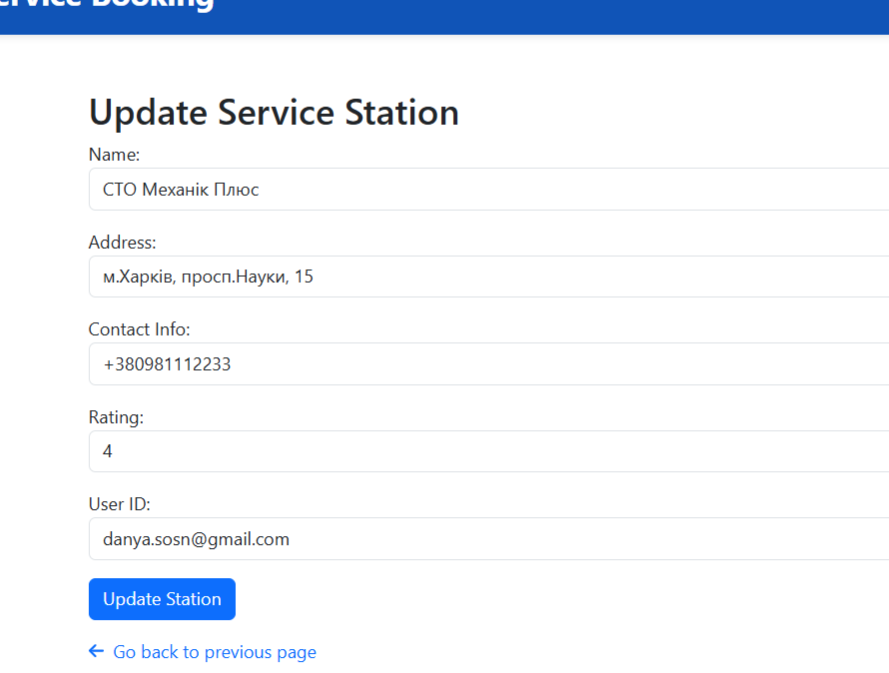 Service Booking
Update Service Station
Name:
СТО Механік Плюс
Address:
м.Харків, просп.Науки, 15
Contact Info:
+380981112233
Rating:
4
User ID:
danya.sosn@gmail.com
Update Station
← Go back to previous page